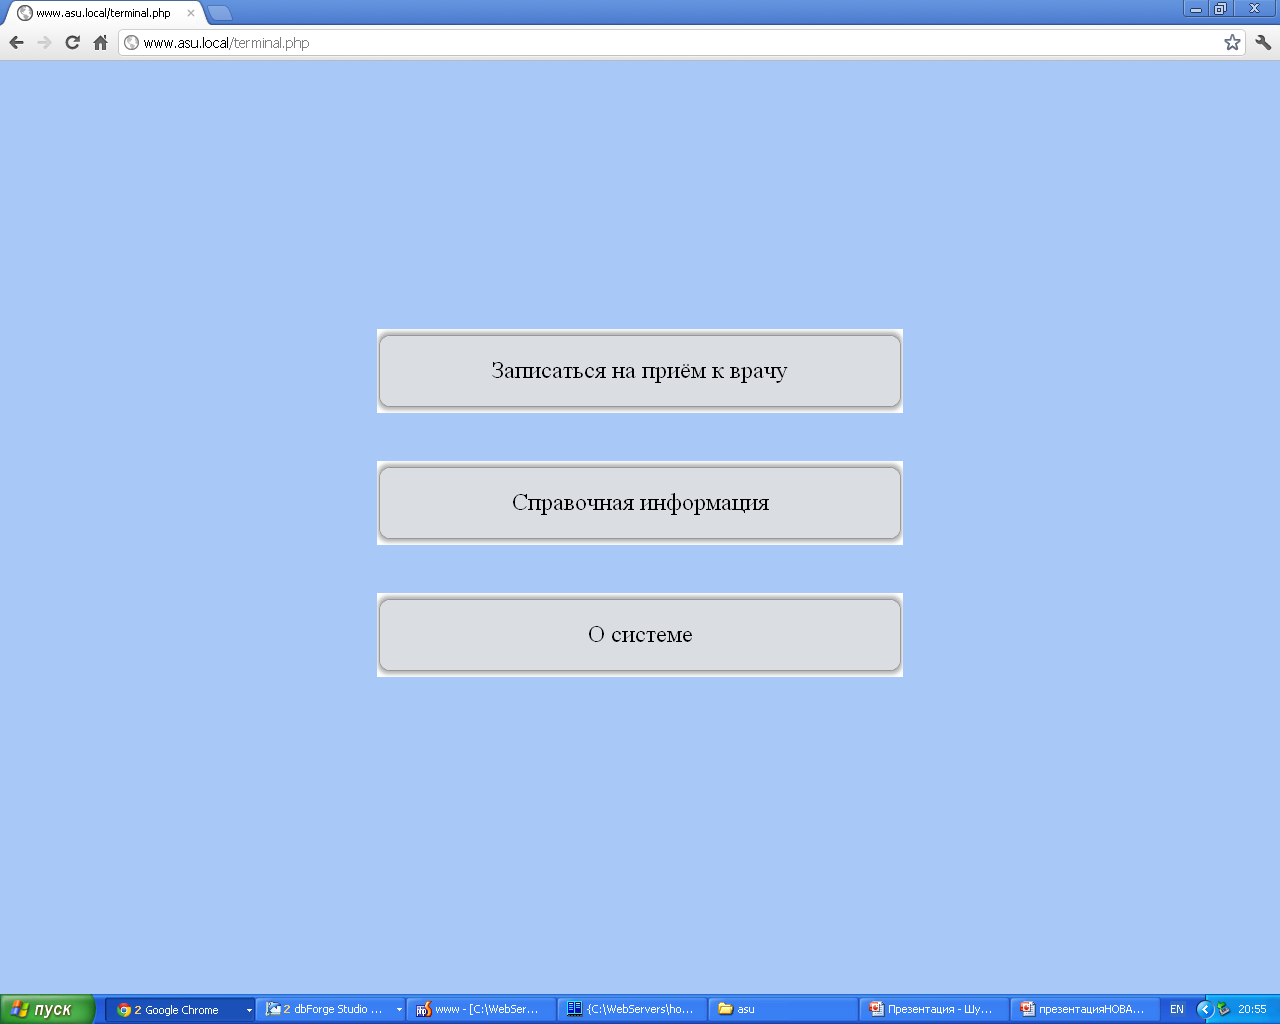 www.asu.local/terminal.php
www.asu.local/terminal.php
Записаться на приём к врачу
Справочная информация
О системе
пуск
2 Google Chrome
2 dbForge Studio ...
www - [C:\WebSer...
{C:\WebServers\ho...
asu
Презентация - Шу...
презентацияНОВА...
EN
20:55